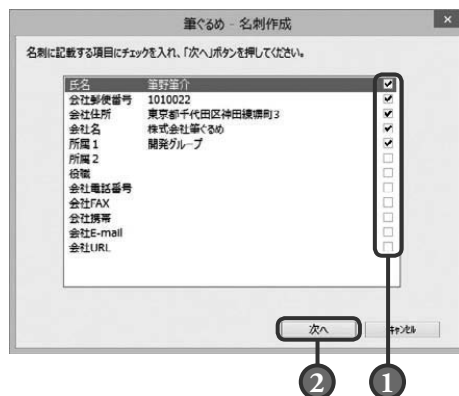 筆ぐるめ - 名刺作成
名刺に記載する項目にチェックを入れ、「次へ」ボタンを押してください。
氏名 筆野筆介
会社郵便番号 1010022
会社住所 東京都千代田区神田練塀町3
会社名 株式会社筆ぐるめ
所属1 開発グループ
所属2
役職
会社電話番号
会社FAX
会社携帯
会社E-mail
会社URL
次へ キャンセル
2 1